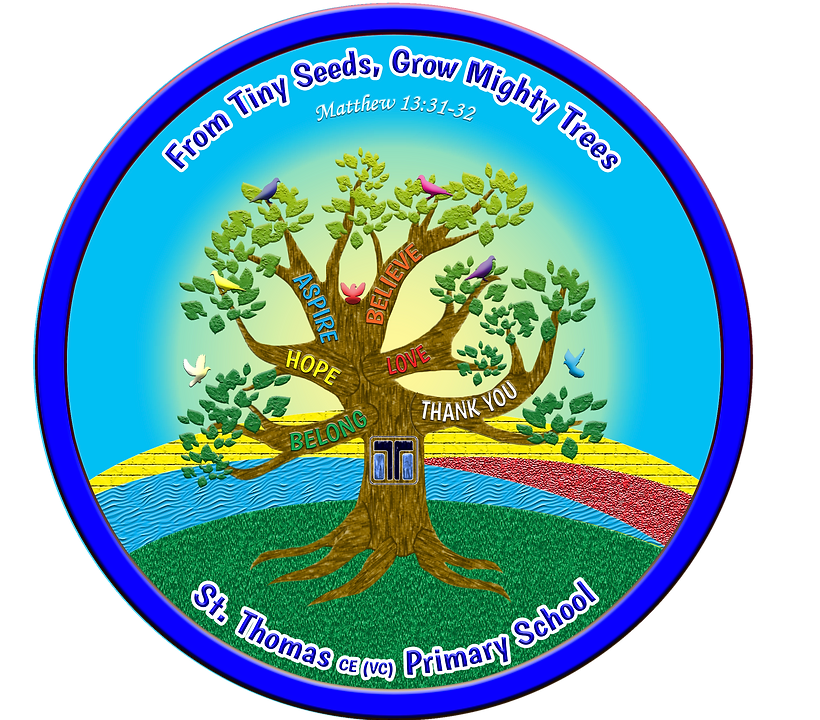 From Tiny Seeds, Grow Mighty Trees
Matthew 13:31-32
ASPIRE
BELIEVE
HOPE
LOVE
THANK YOU
BELONG
St. Thomas CE (VC) Primary School